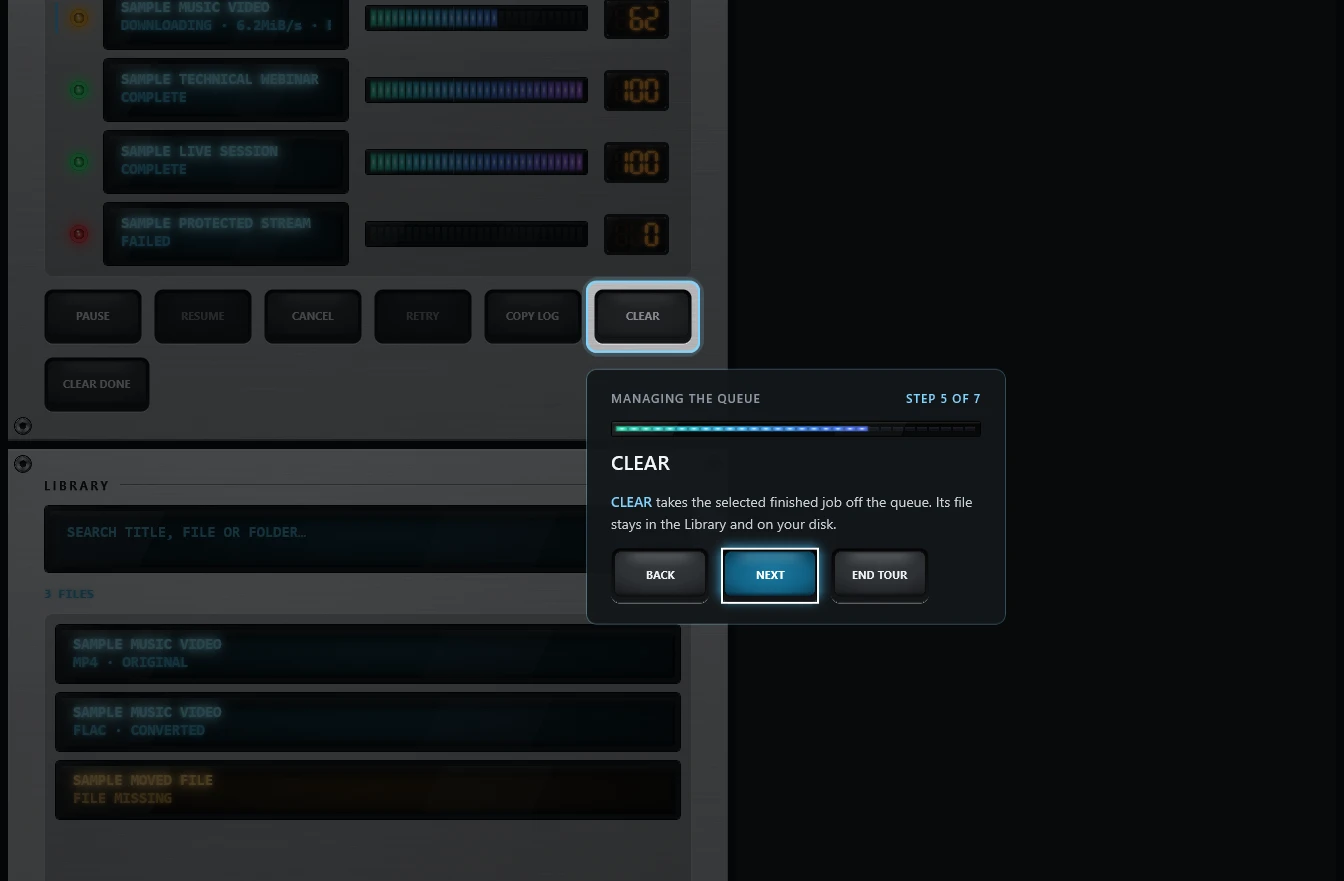 SAMPLE MUSIC VIDEO
DOWNLOADING · 6.2MiB/s ·
62
SAMPLE TECHNICAL WEBINAR
COMPLETE
100
SAMPLE LIVE SESSION
COMPLETE
100
SAMPLE PROTECTED STREAM
FAILED
0
PAUSE
RESUME
CANCEL
RETRY
COPY LOG
CLEAR
CLEAR DONE
MANAGING THE QUEUE
STEP 5 OF 7
CLEAR
CLEAR takes the selected finished job off the queue. Its file
stays in the Library and on your disk.
BACK
NEXT
END TOUR
LIBRARY
SEARCH TITLE, FILE OR FOLDER…
3 FILES
SAMPLE MUSIC VIDEO
MP4 · ORIGINAL
SAMPLE MUSIC VIDEO
FLAC · CONVERTED
SAMPLE MOVED FILE
FILE MISSING